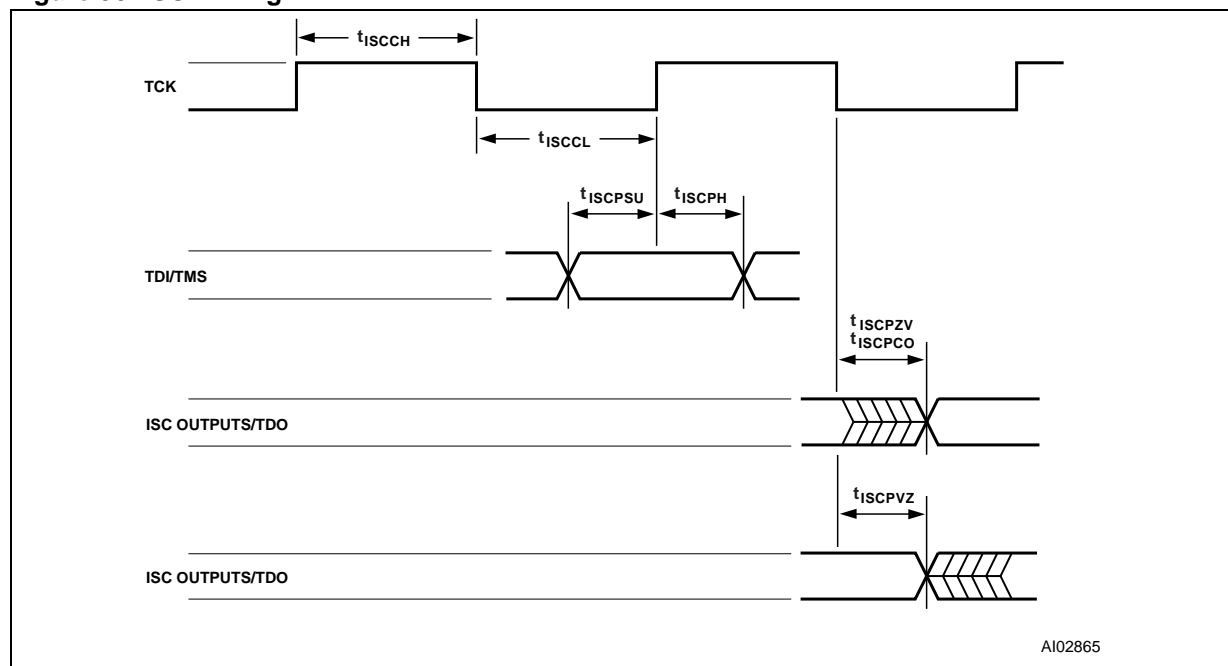 tISCCH
TCK
tISCCL
tISCPSU
tISCPH
TDI/TMS
tISCPZV
tISCPCO
ISC OUTPUTS/TDO
tISCPVZ
ISC OUTPUTS/TDO
AI02865